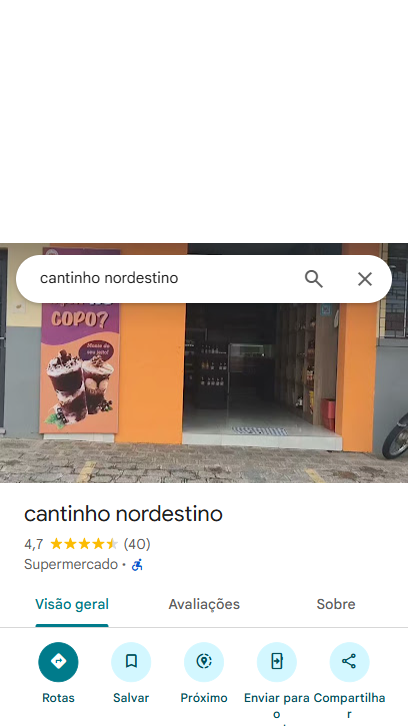 cantinho nordestino
COPO?
Monte do
seu jeito!
cantinho nordestino
4,7 (40)
Supermercado ·
Visão geral Avaliações Sobre
Rotas Salvar Próximo Enviar para Compartilha
o r